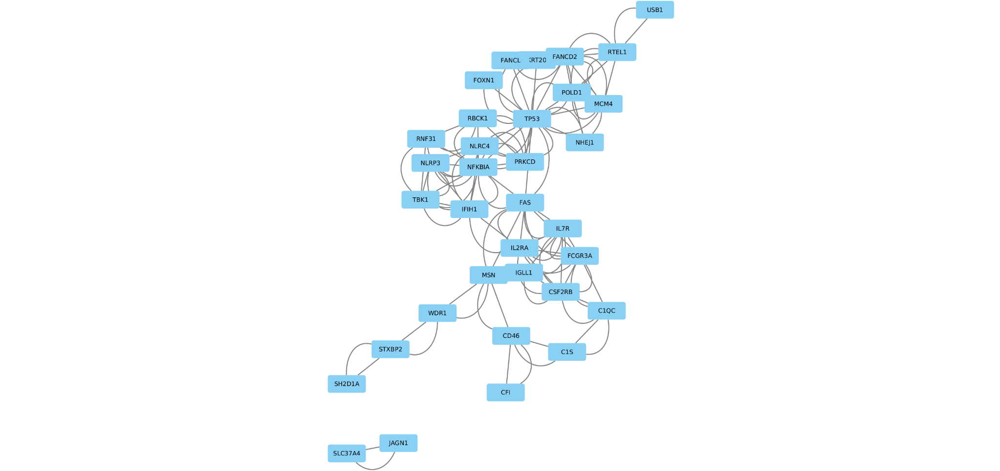 USB1
RTEL1
FANCD2
FANCL
KRT20
FOXN1
POLD1
MCM4
RBCK1
TP53
RNF31
NLRC4
NHEJ1
NLRP3
NFKBIA
PRKCD
TBK1
IFIH1
FAS
IL7R
IL2RA
FCGR3A
MSN
IGLL1
CSF2RB
WDR1
C1QC
CD46
STXBP2
C1S
SH2D1A
CFI
JAGN1
SLC37A4